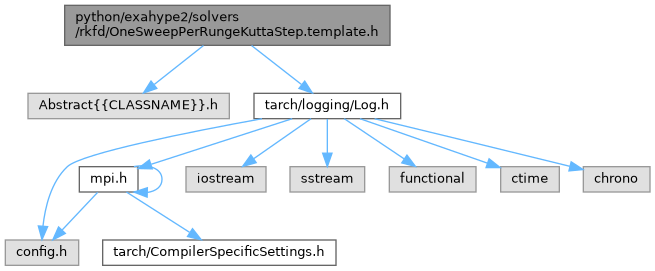 python/exahype2/solvers
/rkfd/OneSweepPerRungeKuttaStep.template.h
Abstract{{CLASSNAME}}.h
tarch/logging/Log.h
mpi.h
iostream
sstream
functional
ctime
chrono
config.h
tarch/CompilerSpecificSettings.h